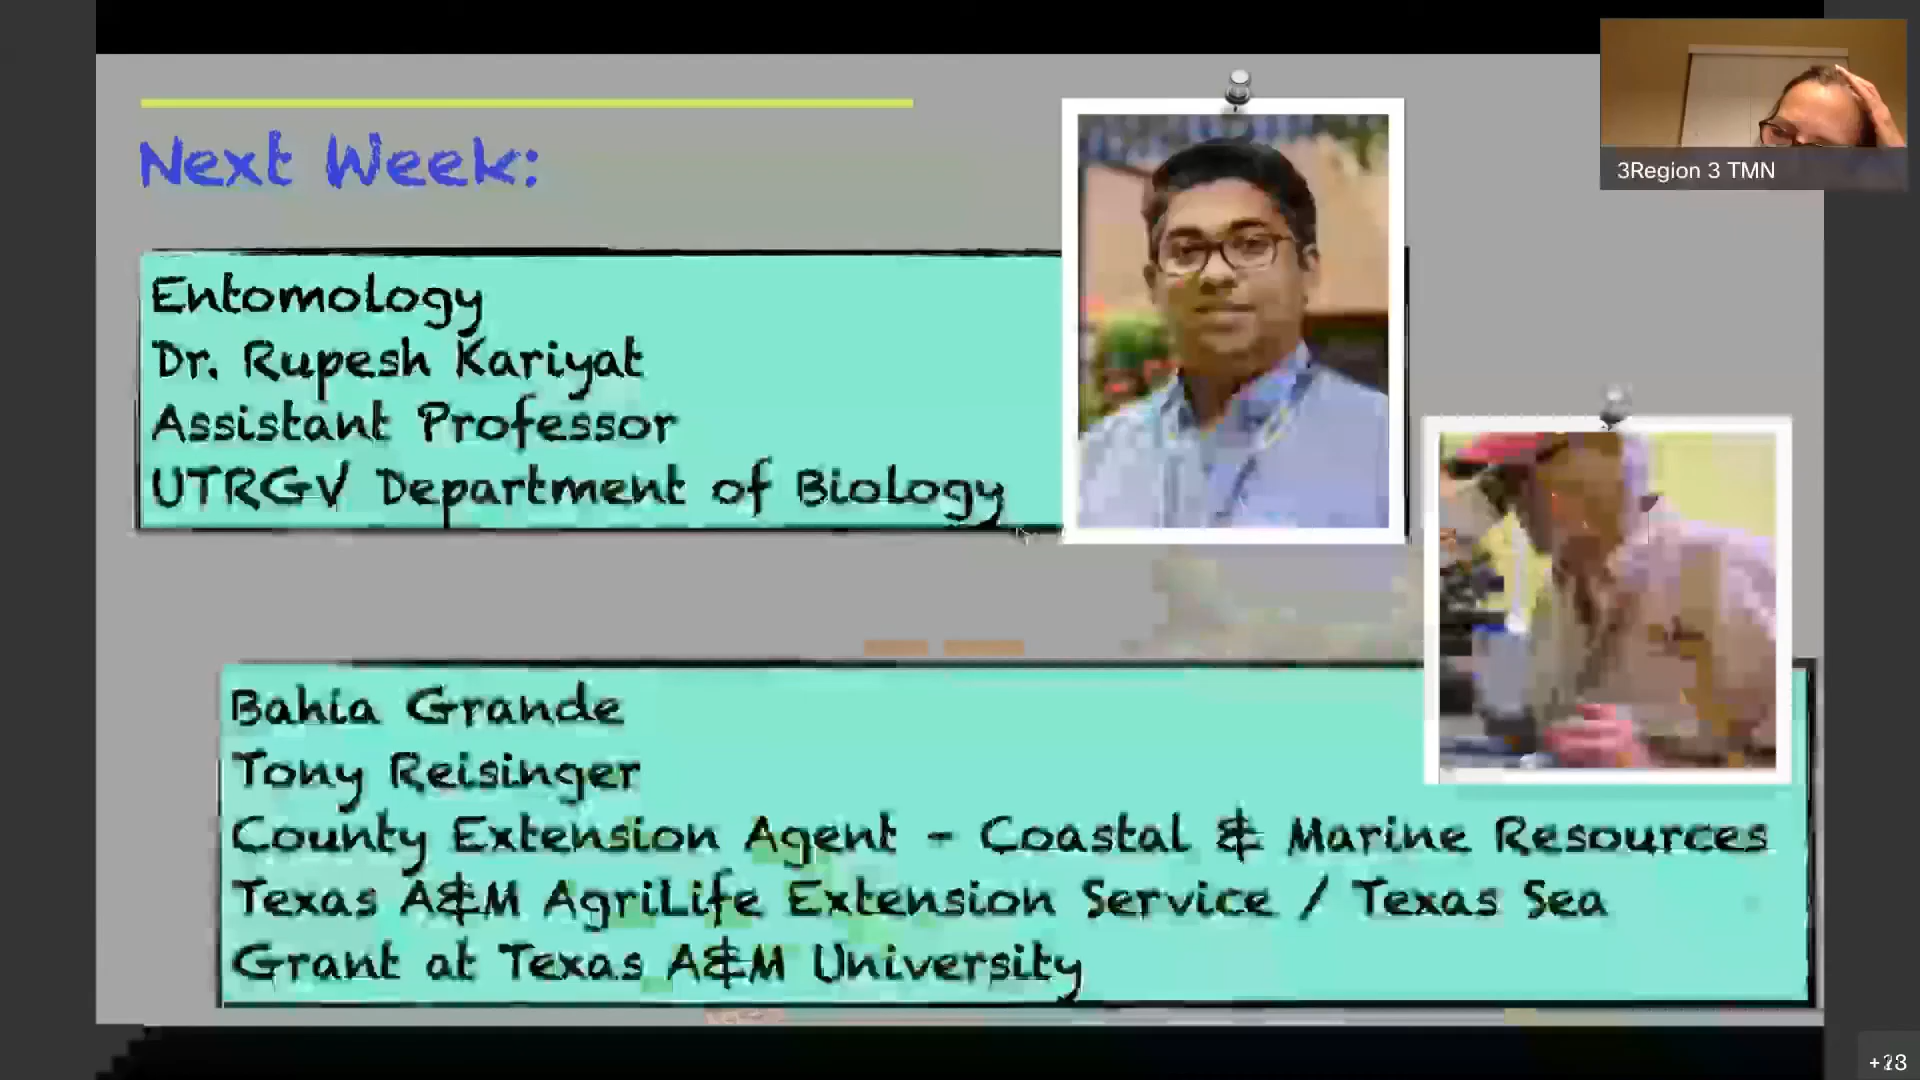 Next Week:
Entomology
Dr. Rupesh Kariyat
Assistant Professor
UTRGV Department of Biology
Bahia Grande
Tony Reisinger
County Extension Agent - Coastal & Marine Resources
Texas A&M AgriLife Extension Service / Texas Sea
Grant at Texas A&M University
3Region 3 TMN